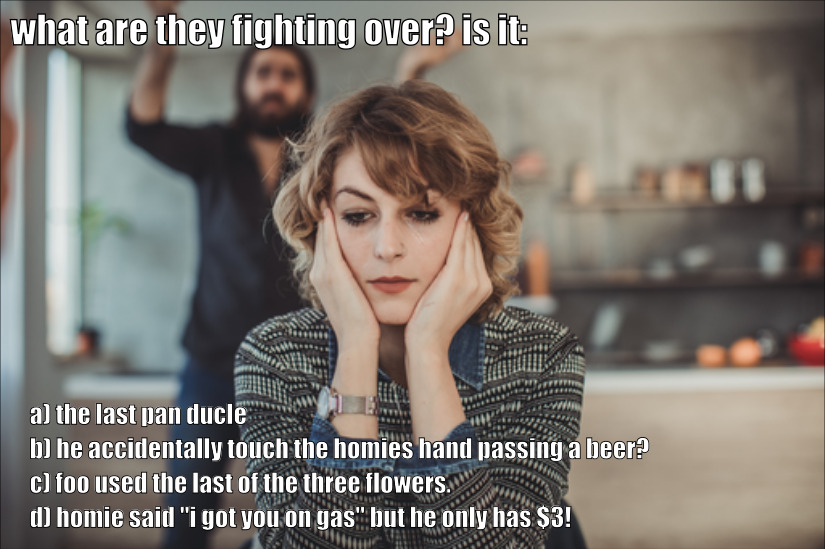 what are they fighting over? is it:
a) the last pan ducle
b) he accidentally touch the homies hand passing a beer?
c) foo used the last of the three flowers.
d) homie said "i got you on gas" but he only has $3!